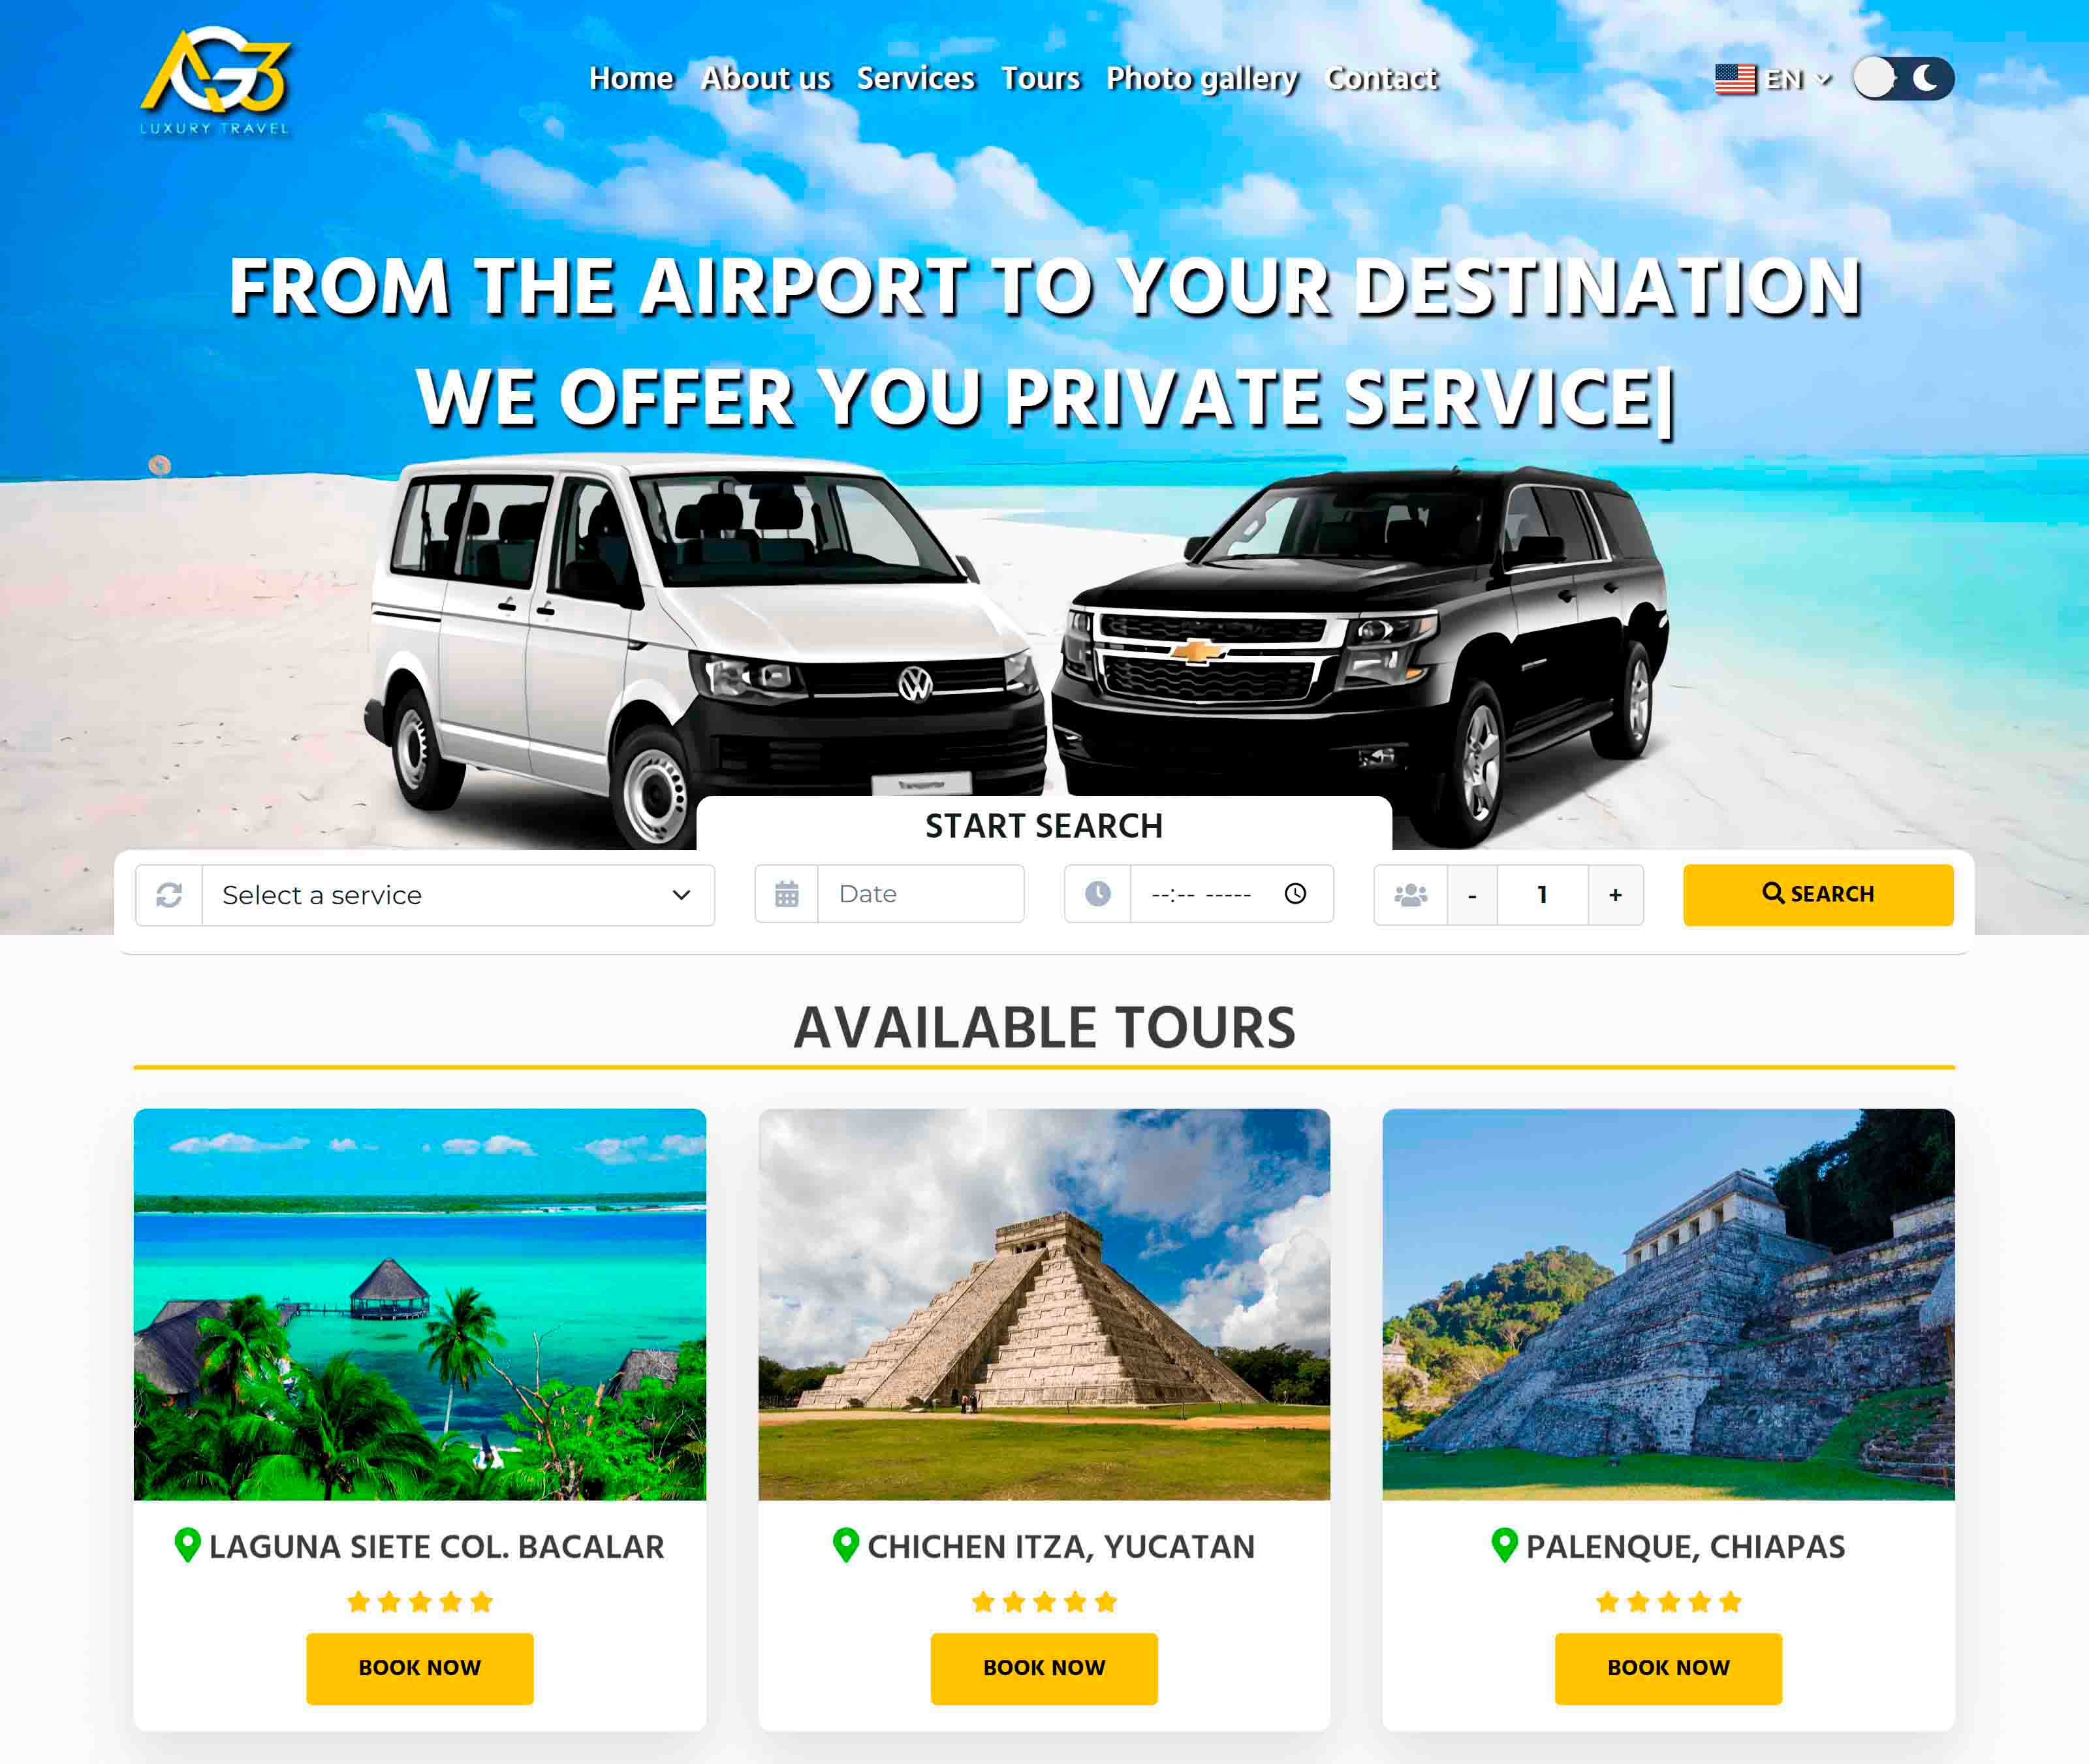 AG3
LUXURY TRAVEL
Home About us Services Tours Photo gallery Contact
EN
FROM THE AIRPORT TO YOUR DESTINATION
WE OFFER YOU PRIVATE SERVICE|
START SEARCH
Select a service
Date
--:-- -----
- 1 +
SEARCH
AVAILABLE TOURS
LAGUNA SIETE COL. BACALAR
BOOK NOW
CHICHEN ITZA, YUCATAN
BOOK NOW
PALENQUE, CHIAPAS
BOOK NOW